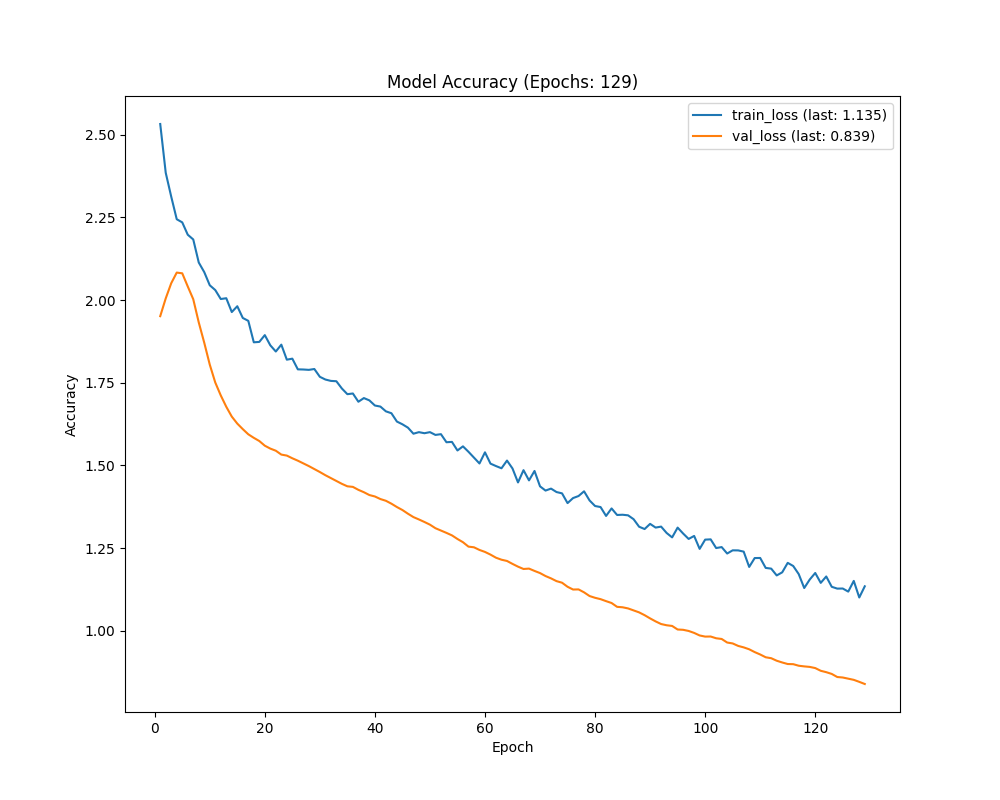 Model Accuracy (Epochs: 129)
train_loss (last: 1.135)
val_loss (last: 0.839)
Accuracy
2.50
2.25
2.00
1.75
1.50
1.25
1.00
0 20 40 60 80 100 120
Epoch